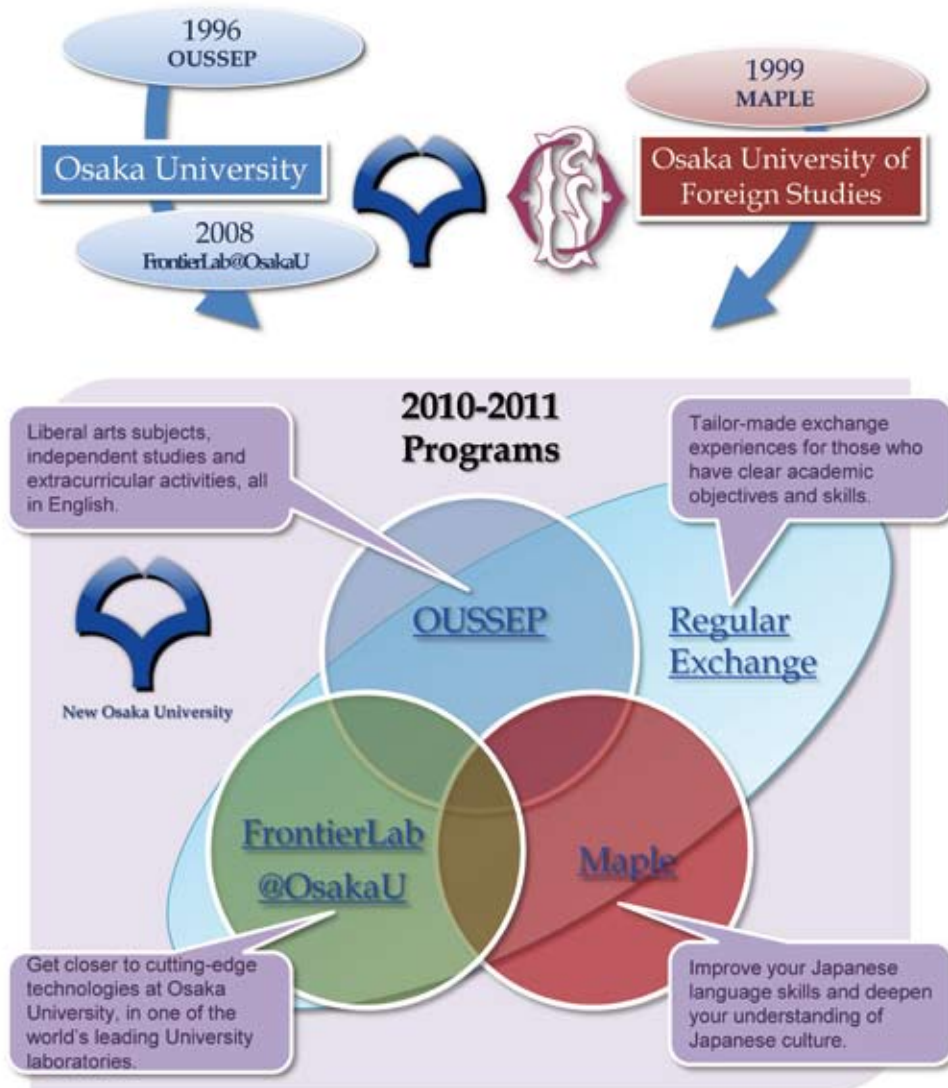 1996
OUSSEP
Osaka University
2008
FrontierLab@OsakaU
1999
MAPLE
Osaka University of
Foreign Studies
2010-2011
Programs
Liberal arts subjects,
independent studies and
extracurricular activities, all
in English.
Tailor-made exchange
experiences for those who
have clear academic
objectives and skills.
OUSSEP
Regular
Exchange
New Osaka University
FrontierLab
@OsakaU
Maple
Get closer to cutting-edge
technologies at Osaka
University, in one of the
world's leading University
laboratories.
Improve your Japanese
language skills and deepen
your understanding of
Japanese culture.